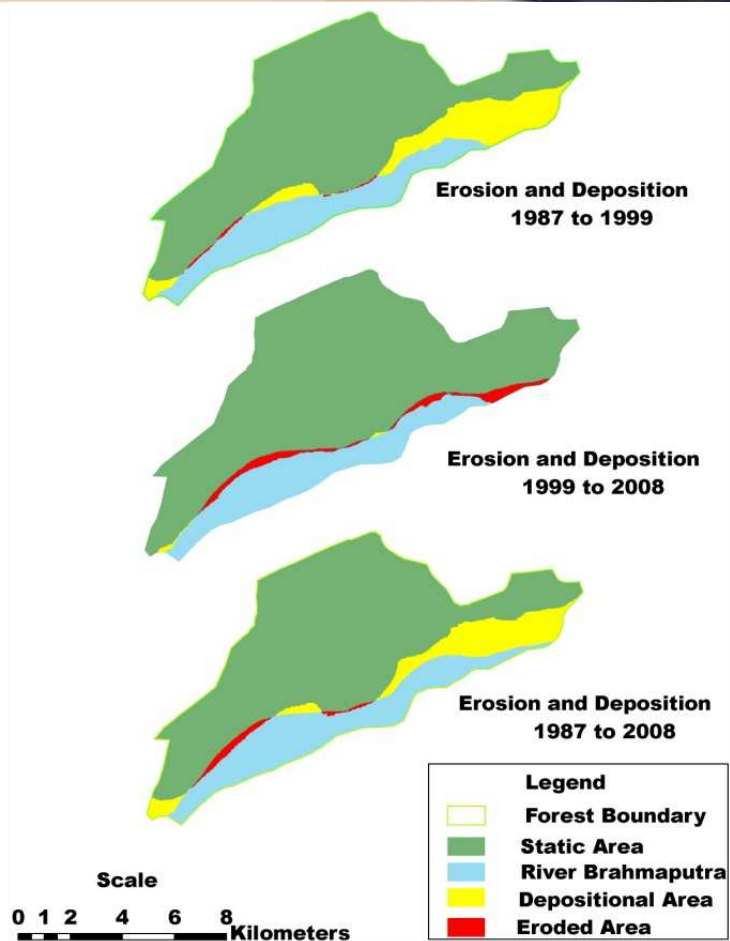 Erosion and Deposition
1987 to 1999
Erosion and Deposition
1999 to 2008
Erosion and Deposition
1987 to 2008
Legend
Forest Boundary
Static Area
River Brahmaputra
Depositional Area
Eroded Area
Scale
0 1 2 4 6 8
Kilometers